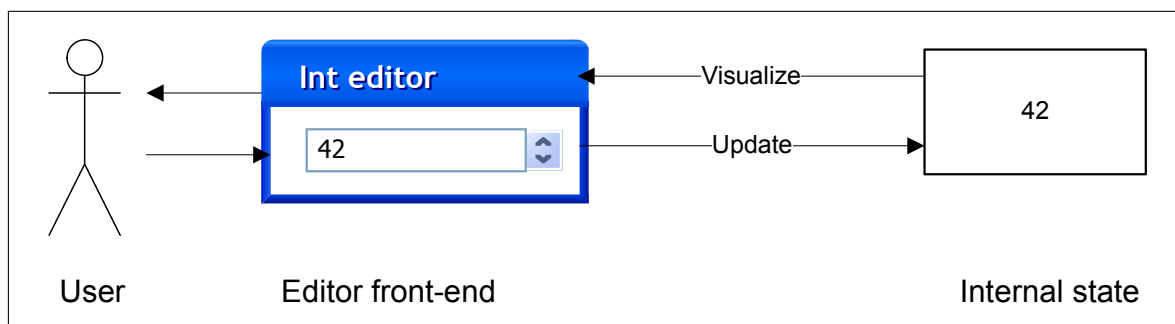 Int editor
Visualize
42
42
Update
User
Editor front-end
Internal state